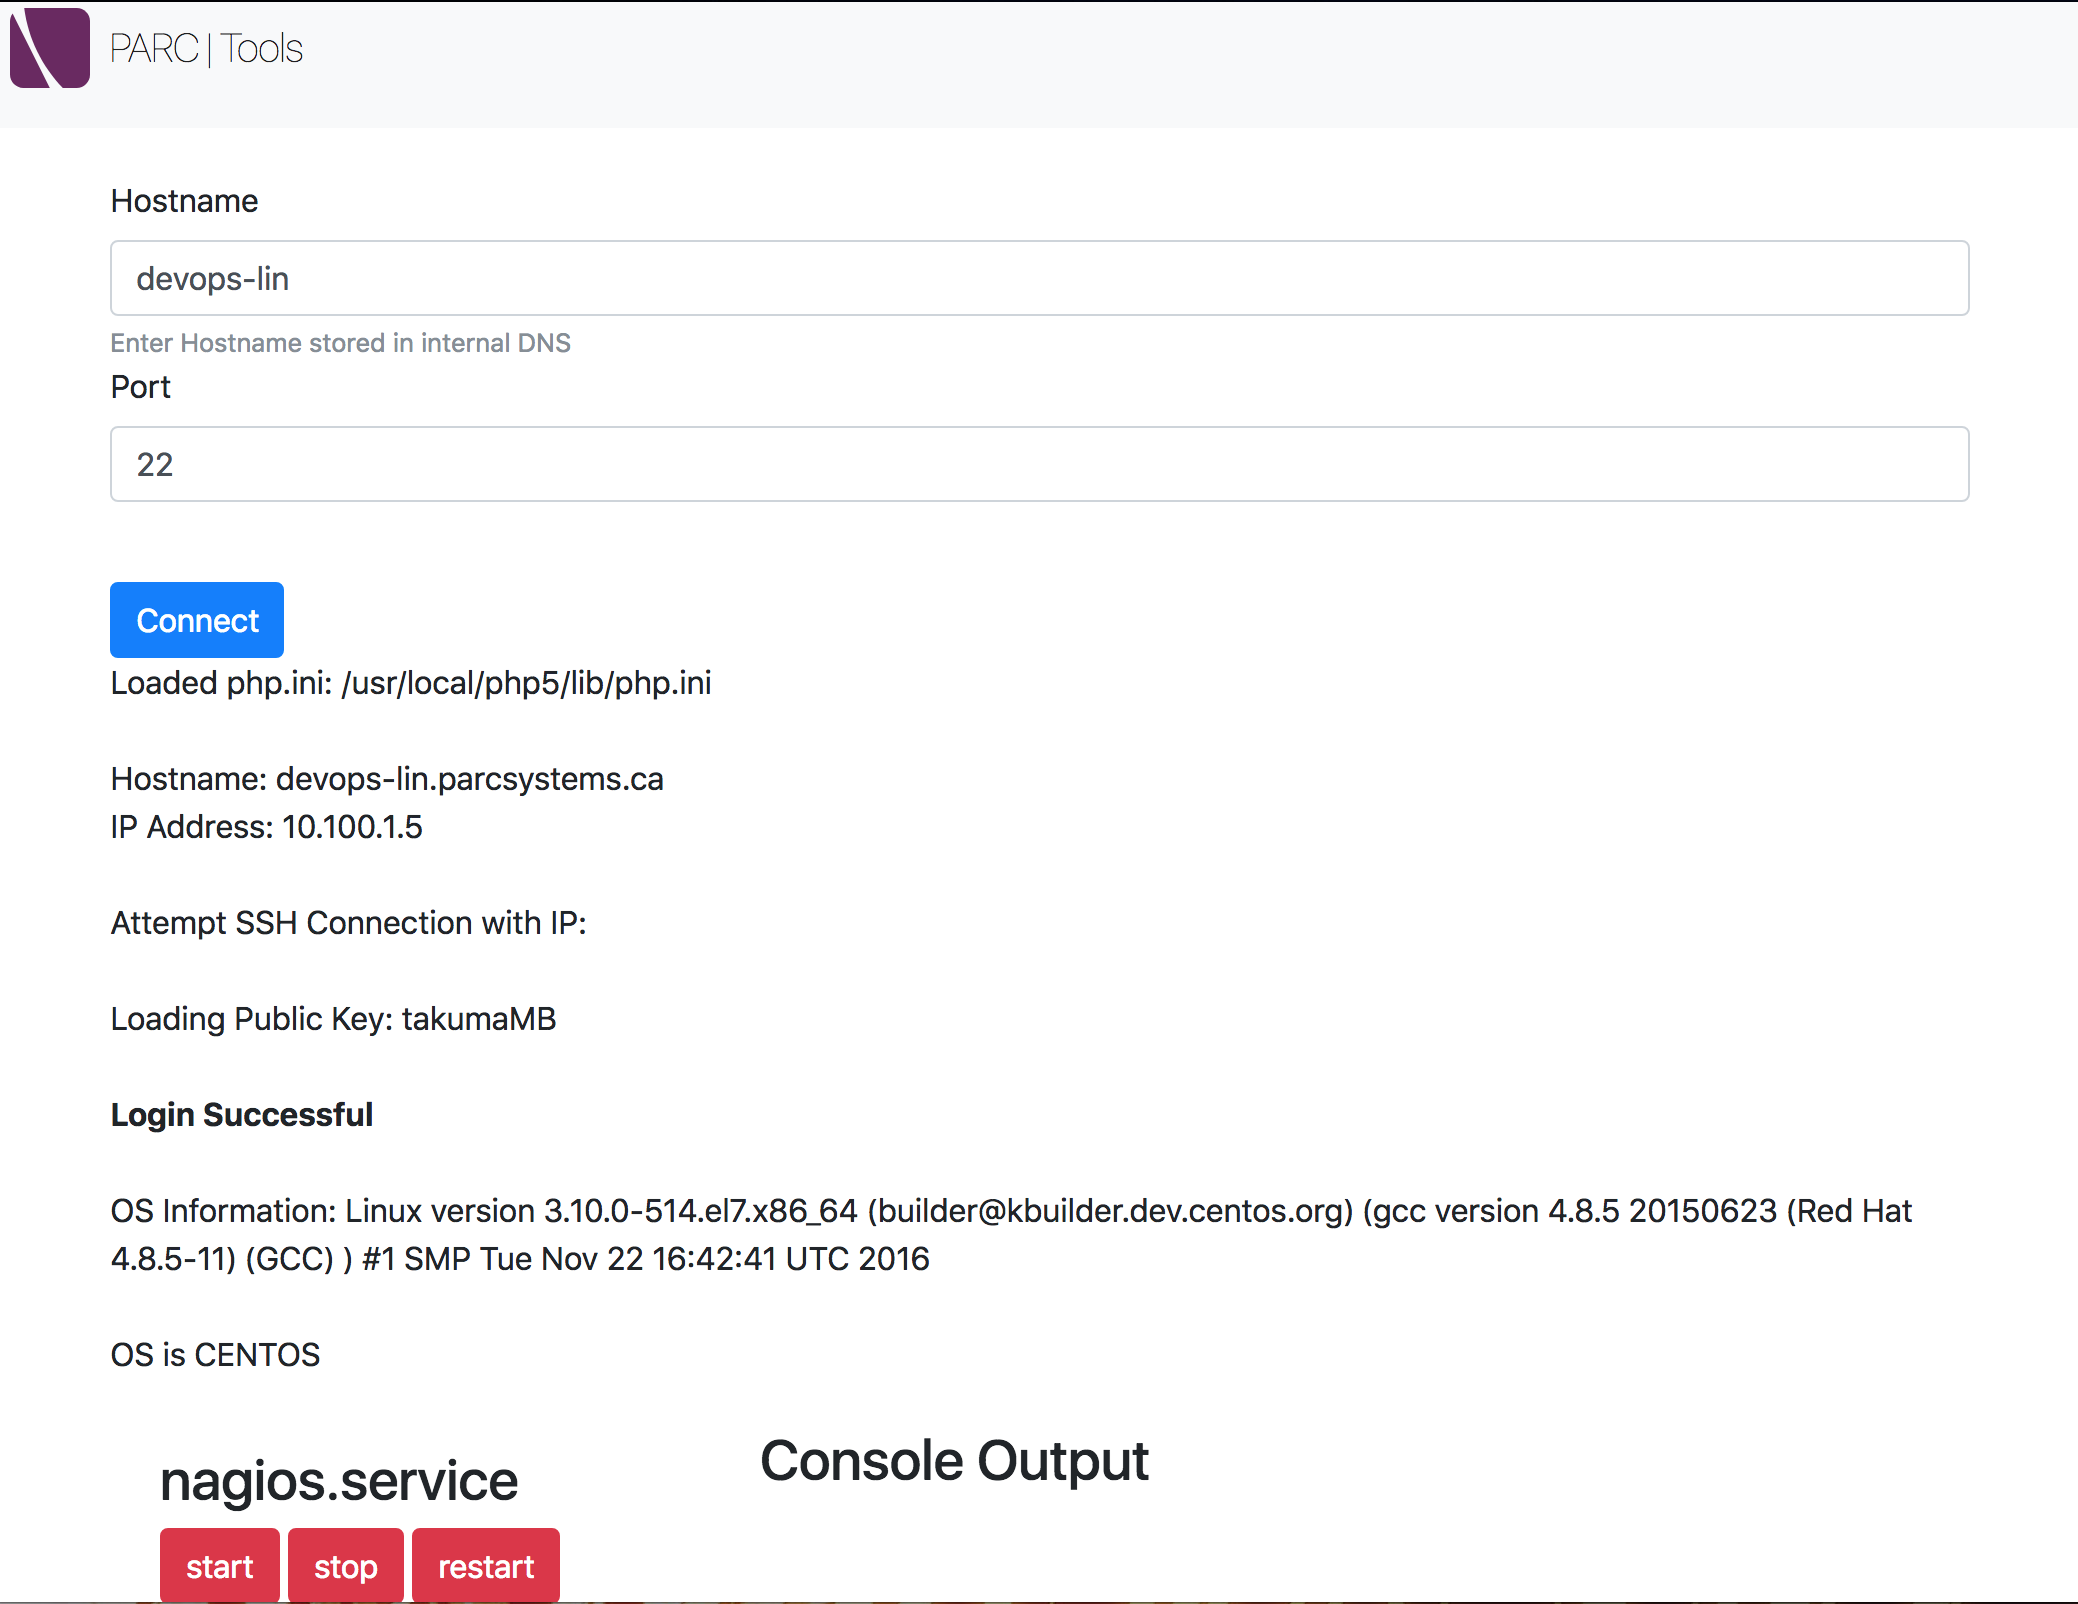 PARC | Tools
Hostname
devops-lin
Enter Hostname stored in internal DNS
Port
22
Connect
Loaded php.ini: /usr/local/php5/lib/php.ini
Hostname: devops-lin.parcsystems.ca
IP Address: 10.100.1.5
Attempt SSH Connection with IP:
Loading Public Key: takumaMB
Login Successful
OS Information: Linux version 3.10.0-514.el7.x86_64 (builder@kbuilder.dev.centos.org) (gcc version 4.8.5 20150623 (Red Hat
4.8.5-11) (GCC) ) #1 SMP Tue Nov 22 16:42:41 UTC 2016
OS is CENTOS
nagios.service
start stop restart
Console Output